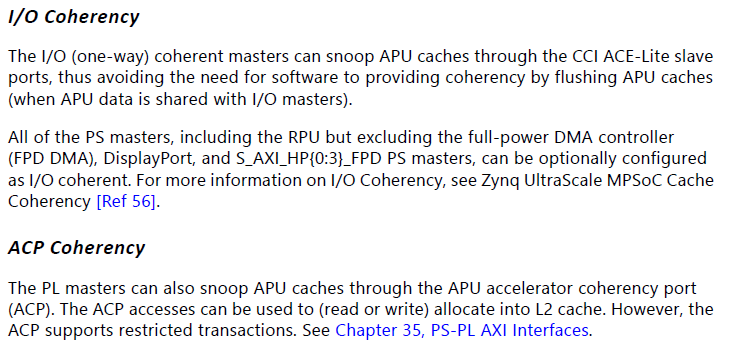 I/O Coherency
The I/O (one-way) coherent masters can snoop APU caches through the CCI ACE-Lite slave
ports, thus avoiding the need for software to providing coherency by flushing APU caches
(when APU data is shared with I/O masters).
All of the PS masters, including the RPU but excluding the full-power DMA controller
(FPD DMA), DisplayPort, and S_AXI_HP{0:3}_FPD PS masters, can be optionally configured
as I/O coherent. For more information on I/O Coherency, see Zynq UltraScale MPSoC Cache
Coherency [Ref 56].
ACP Coherency
The PL masters can also snoop APU caches through the APU accelerator coherency port
(ACP). The ACP accesses can be used to (read or write) allocate into L2 cache. However, the
ACP supports restricted transactions. See Chapter 35, PS-PL AXI Interfaces.